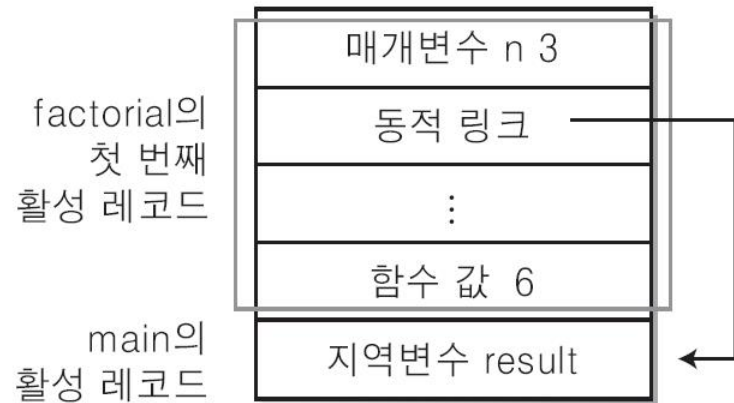 매개변수 n 3
factorial의
첫 번째
활성 레코드
동적 링크
⋮
함수 값 6
main의
활성 레코드
지역변수 result